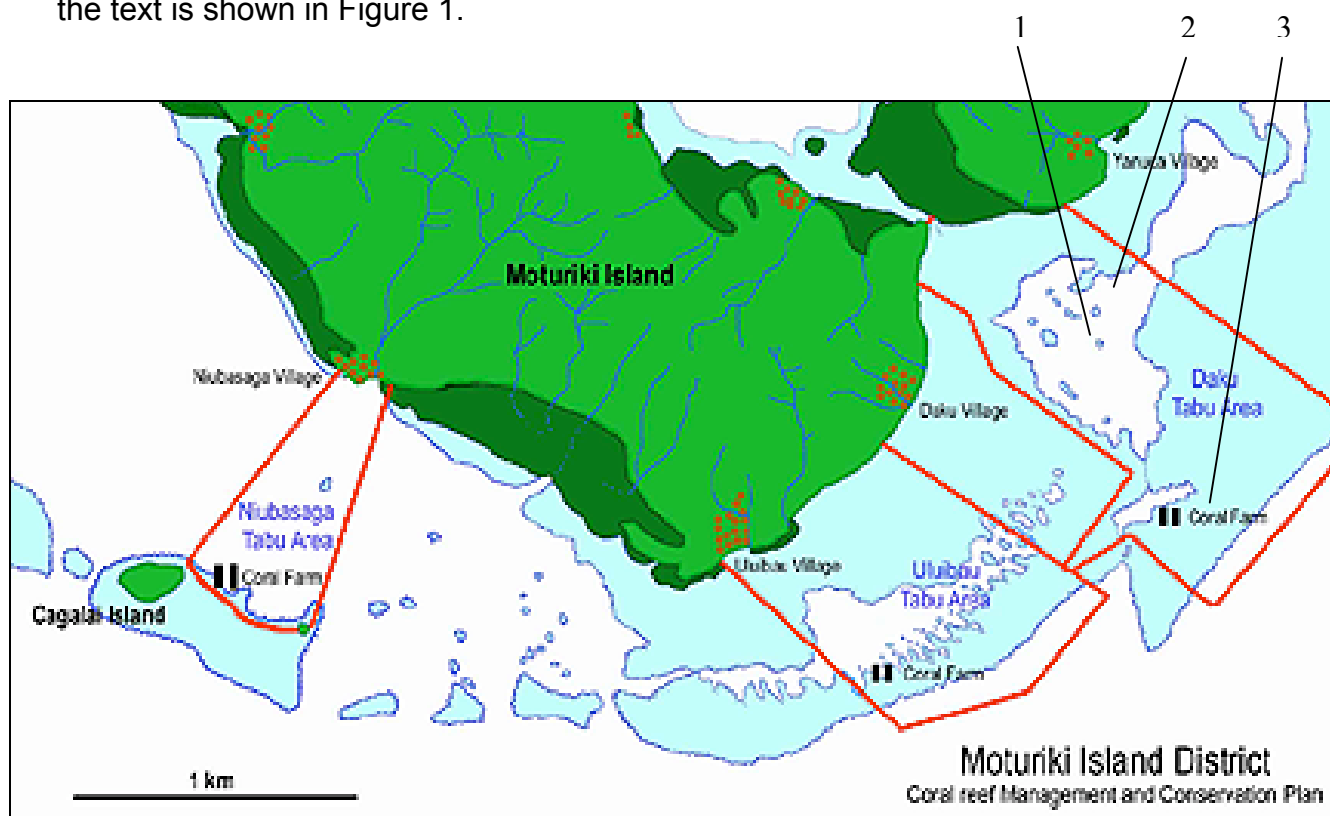 the text is shown in Figure 1.
1 2 3
Yanuca Village
Moturiki Island
Niubasaga Village
Daku
Tabu Area
Daku Village
Niubasaga
Tabu Area
Coral Farm
Coral Farm
Uluibau Village
Uluibau
Tabu Area
Cagalai Island
Coral Farm
Moturiki Island District
Coral reef Management and Conservation Plan
1 km